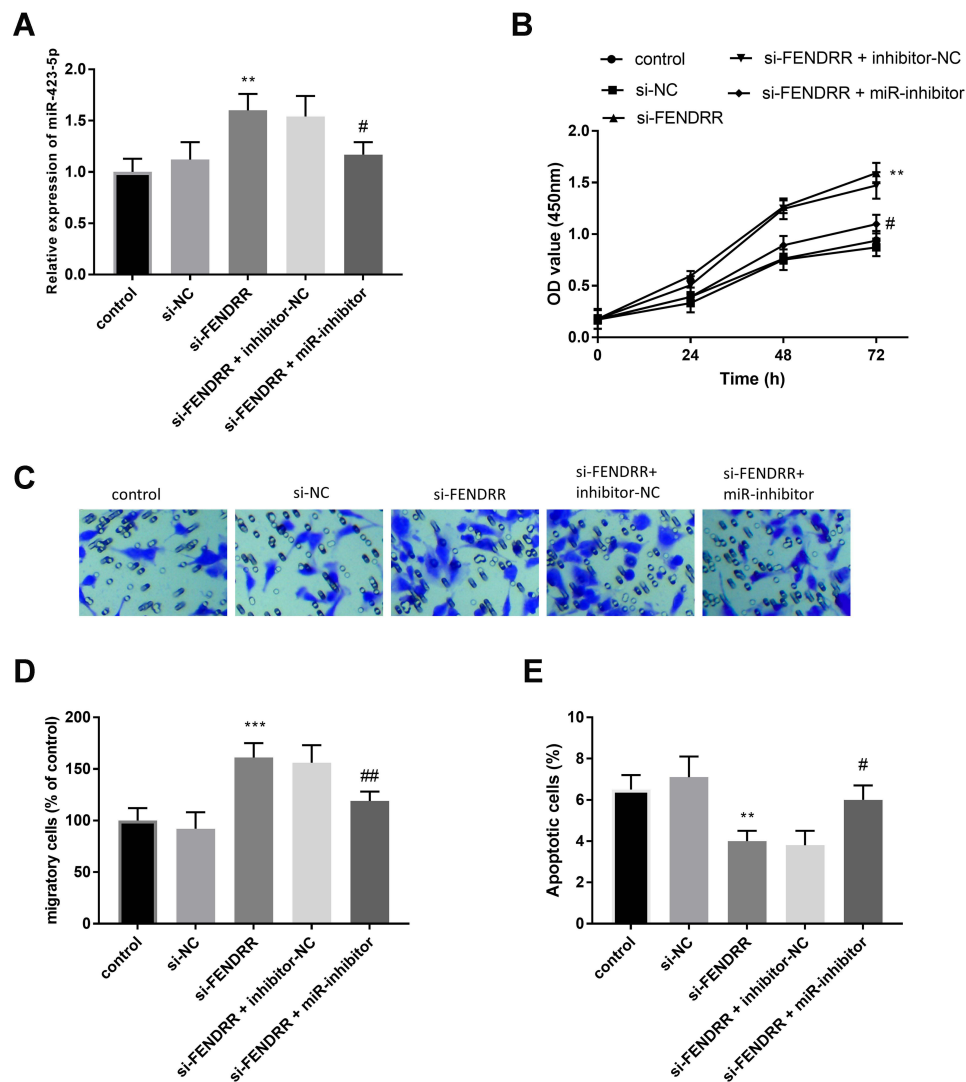 A
Relative expression of miR-423-5p
2.0
1.5
1.0
0.5
0.0
**
#
control
si-NC
si-FENDRR
si-FENDRR + inhibitor-NC
si-FENDRR + miR-inhibitor
B
control
si-NC
si-FENDRR
si-FENDRR + inhibitor-NC
si-FENDRR + miR-inhibitor
OD value (450nm)
2.0
1.5
1.0
0.5
0.0
**
#
0
24
48
72
Time (h)
C
control
si-NC
si-FENDRR
si-FENDRR+
inhibitor-NC
si-FENDRR+
miR-inhibitor
D
migratory cells (% of control)
200
150
100
50
0
***
##
control
si-NC
si-FENDRR
si-FENDRR + inhibitor-NC
si-FENDRR + miR-inhibitor
E
Apoptotic cells (%)
10
8
6
4
2
0
**
#
control
si-NC
si-FENDRR
si-FENDRR + inhibitor-NC
si-FENDRR + miR-inhibitor